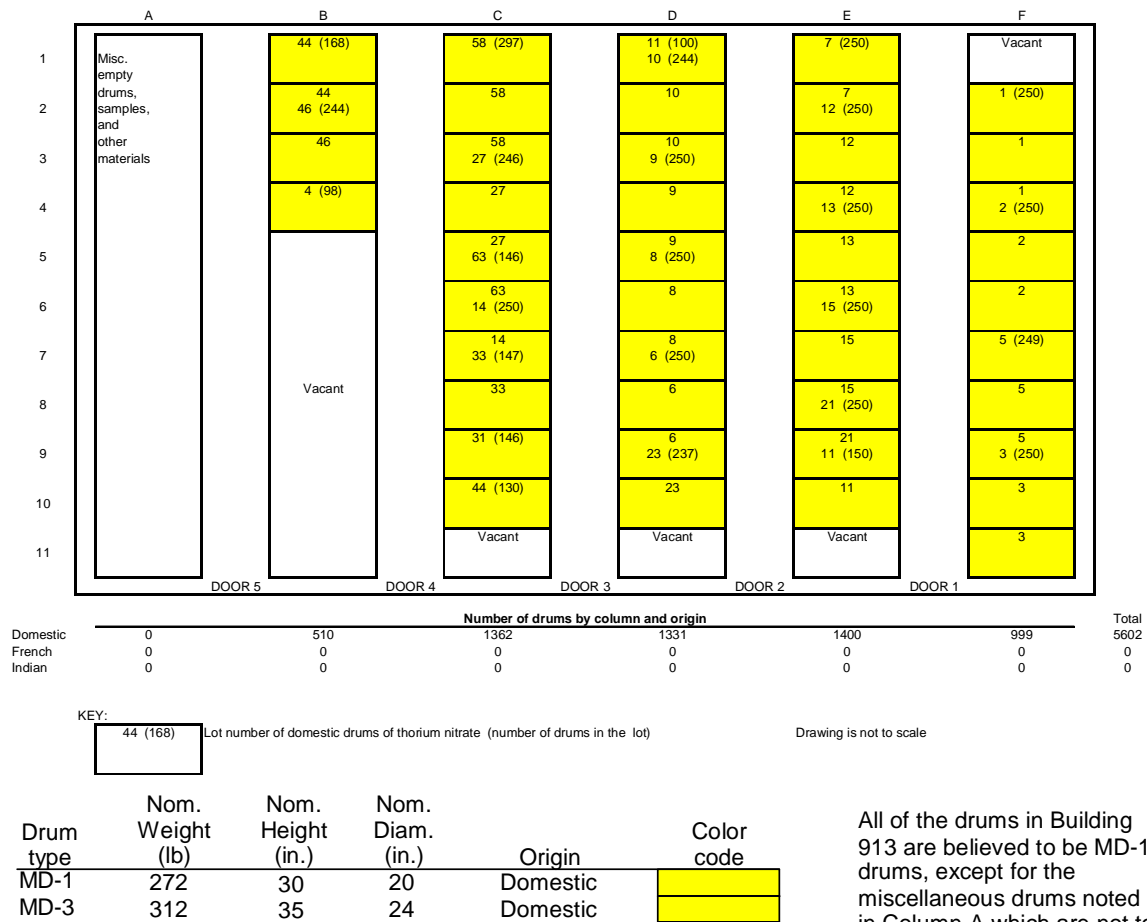 A B C D E F
1 Misc. empty drums, samples, and other materials 44 (168) 58 (297) 11 (100) 10 (244) 7 (250) Vacant
2 44 46 (244) 58 10 7 12 (250) 1 (250)
3 46 58 27 (246) 10 9 (250) 12 1
4 4 (98) 27 9 12 13 (250) 1 2 (250)
5 27 63 (146) 9 8 (250) 13 2
6 63 14 (250) 8 13 15 (250) 2
7 14 33 (147) 8 6 (250) 15 5 (249)
8 Vacant 33 6 15 21 (250) 5
9 31 (146) 6 23 (237) 21 11 (150) 5 3 (250)
10 44 (130) 23 11 3
11 Vacant Vacant Vacant 3
DOOR 5 DOOR 4 DOOR 3 DOOR 2 DOOR 1
Number of drums by column and origin Total
Domestic 0 510 1362 1331 1400 999 5602
French 0 0 0 0 0 0 0
Indian 0 0 0 0 0 0 0
KEY:
44 (168) Lot number of domestic drums of thorium nitrate (number of drums in the lot) Drawing is not to scale
Drum type Nom. Weight (lb) Nom. Height (in.) Nom. Diam. (in.) Origin Color code
MD-1 272 30 20 Domestic
MD-3 312 35 24 Domestic
All of the drums in Building
913 are believed to be MD-1
drums, except for the
miscellaneous drums noted